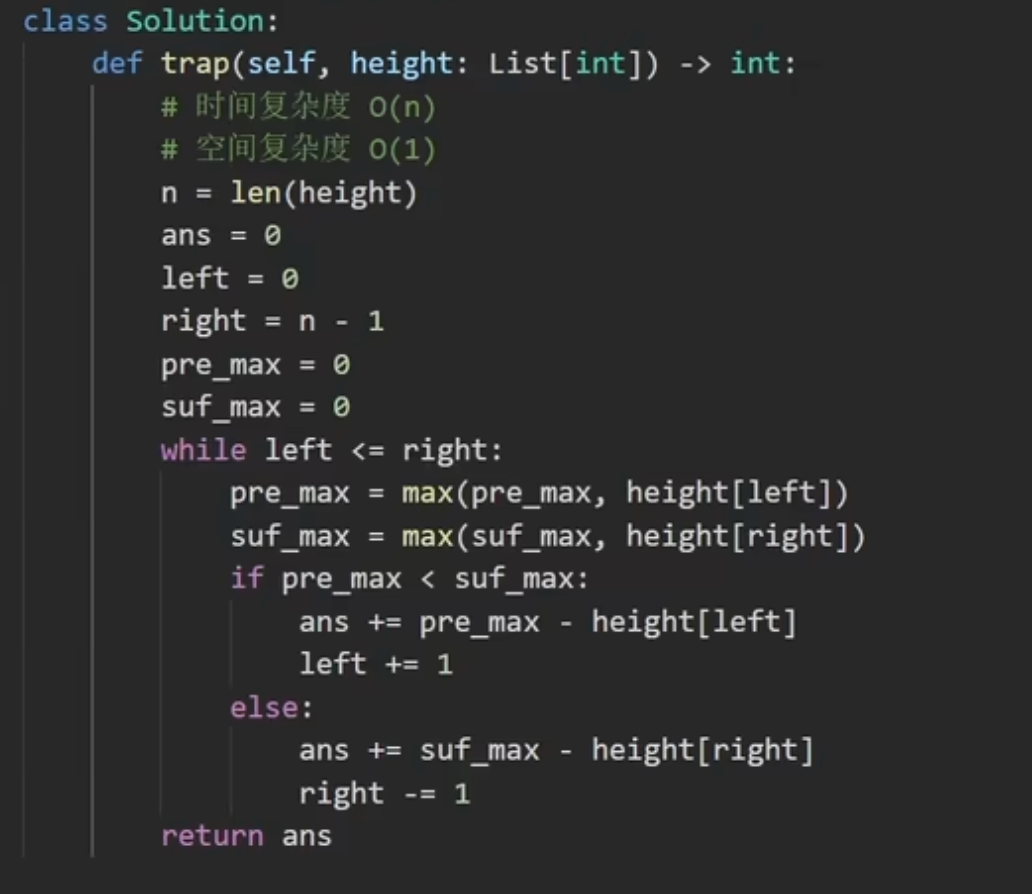 class Solution:
    def trap(self, height: List[int]) -> int:
        # 时间复杂度 O(n)
        # 空间复杂度 O(1)
        n = len(height)
        ans = 0
        left = 0
        right = n - 1
        pre_max = 0
        suf_max = 0
        while left <= right:
            pre_max = max(pre_max, height[left])
            suf_max = max(suf_max, height[right])
            if pre_max < suf_max:
                ans += pre_max - height[left]
                left += 1
            else:
                ans += suf_max - height[right]
                right -= 1
        return ans